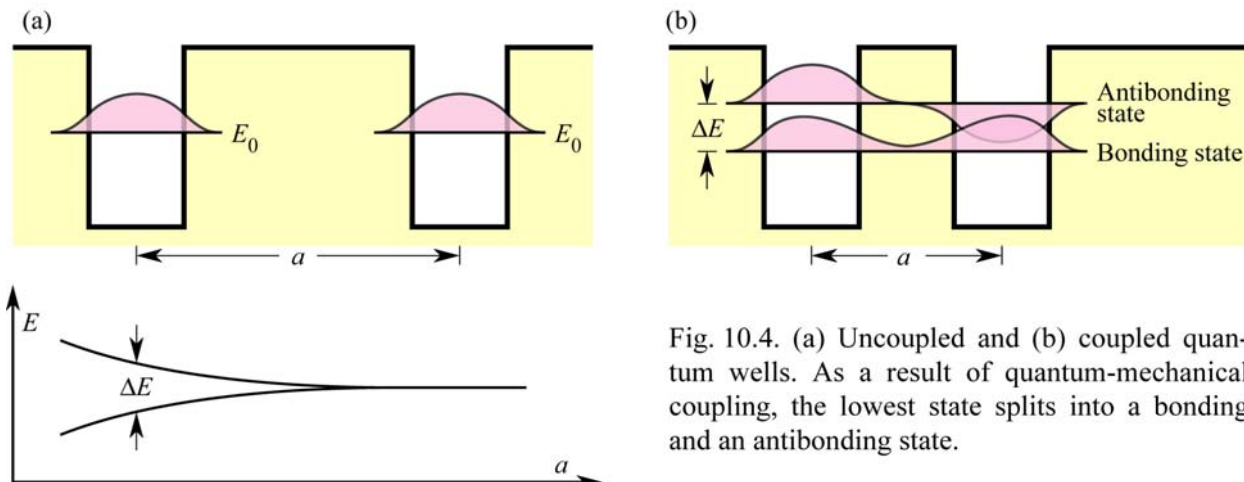 (a)
E0
E0
a
(b)
Antibonding
state
ΔE
Bonding state
a
E
ΔE
a
Fig. 10.4. (a) Uncoupled and (b) coupled quan-
tum wells. As a result of quantum-mechanical
coupling, the lowest state splits into a bonding
and an antibonding state.